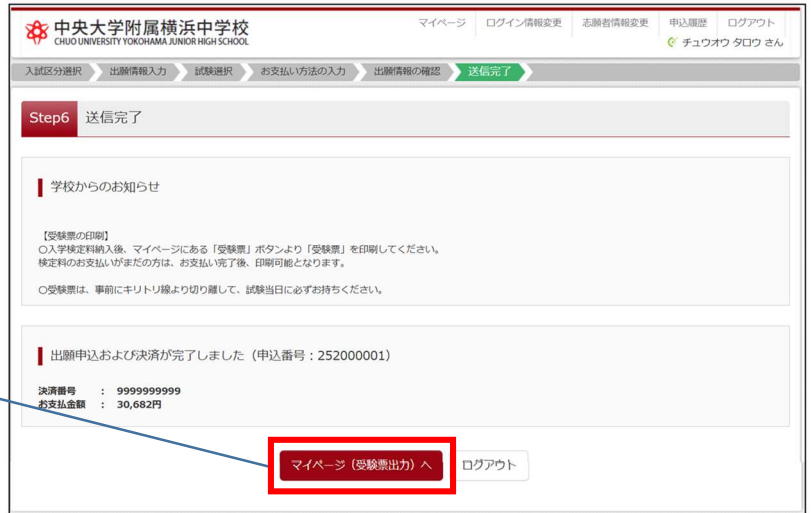 中央大学附属横浜中学校
CHUO UNIVERSITY YOKOHAMA JUNIOR HIGH SCHOOL
マイページ ログイン情報変更 志願者情報変更 申込履歴 ログアウト
チュウオウ タロウ さん
入試区分選択 出願情報入力 試験選択 お支払い方法の入力 出願情報の確認 送信完了
Step6 送信完了
学校からのお知らせ
【受験票の印刷】
○入学検定料納入後、マイページにある「受験票」ボタンより「受験票」を印刷してください。
検定料のお支払いがまだの方は、お支払い完了後、印刷可能となります。
○受験票は、事前にキリトリ線より切り離して、試験当日に必ずお持ちください。
出願申込および決済が完了しました（申込番号：252000001）
決済番号 ： 9999999999
お支払金額 ： 30,682円
マイページ（受験票出力）へ ログアウト